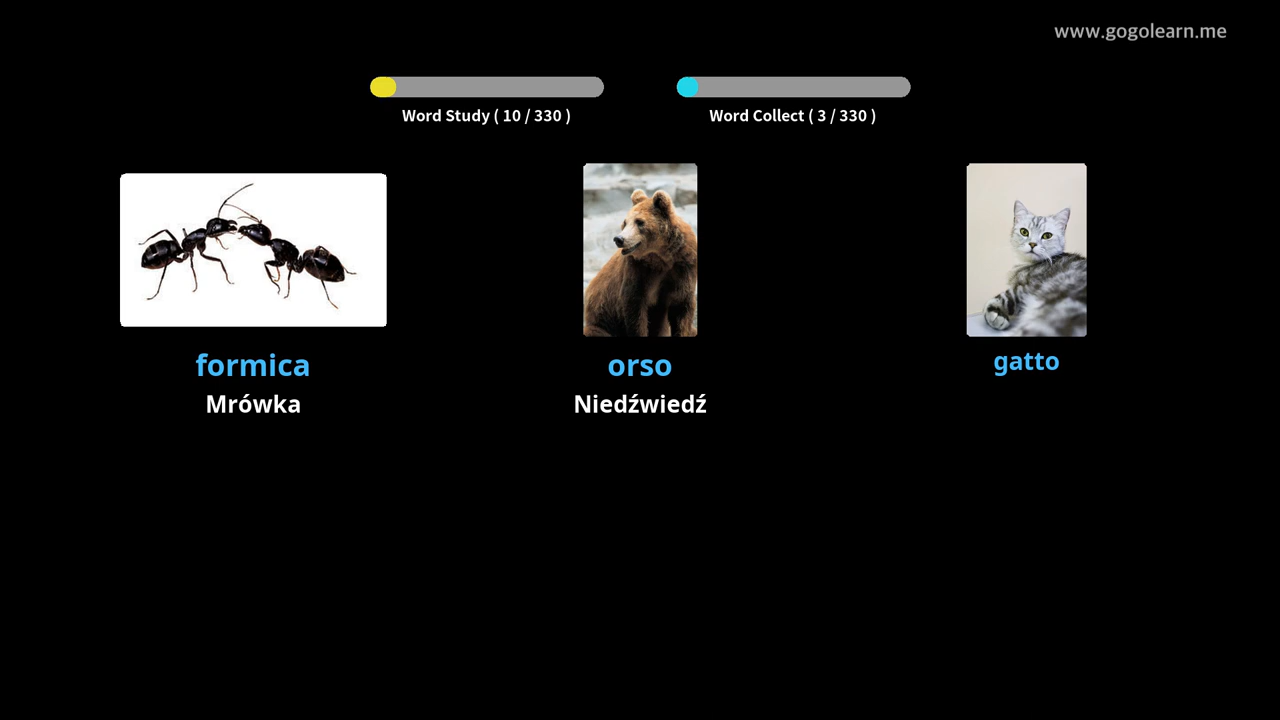 www.gogolearn.me
Word Study ( 10 / 330 )
Word Collect ( 3 / 330 )
formica
Mrówka
orso
Niedźwiedź
gatto